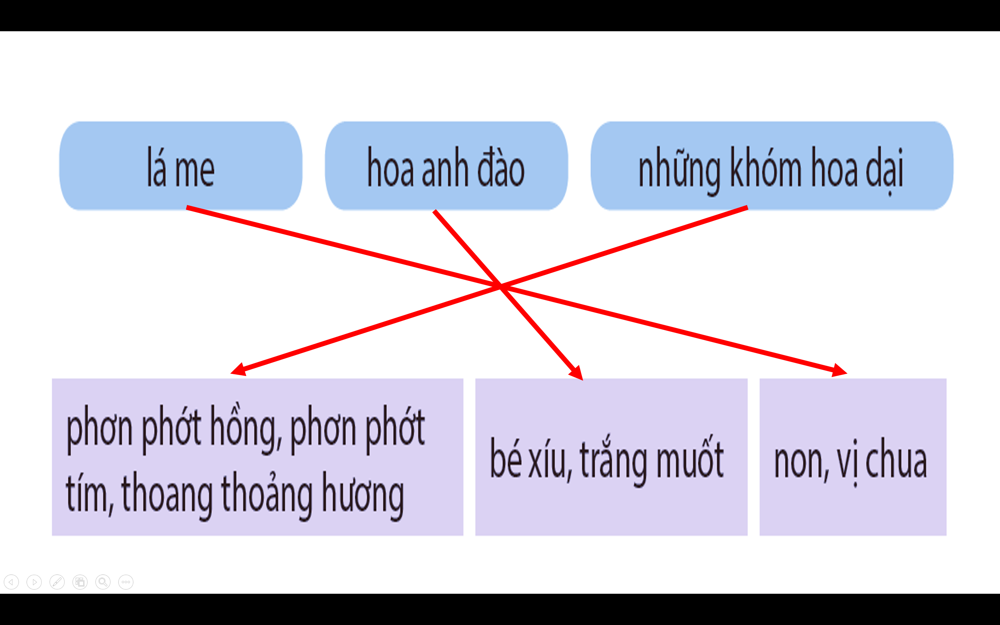 lá me
hoa anh đào
những khóm hoa dại
phơn phớt hồng, phơn phớt
tím, thoang thoảng hương
bé xíu, trắng muốt
non, vị chua